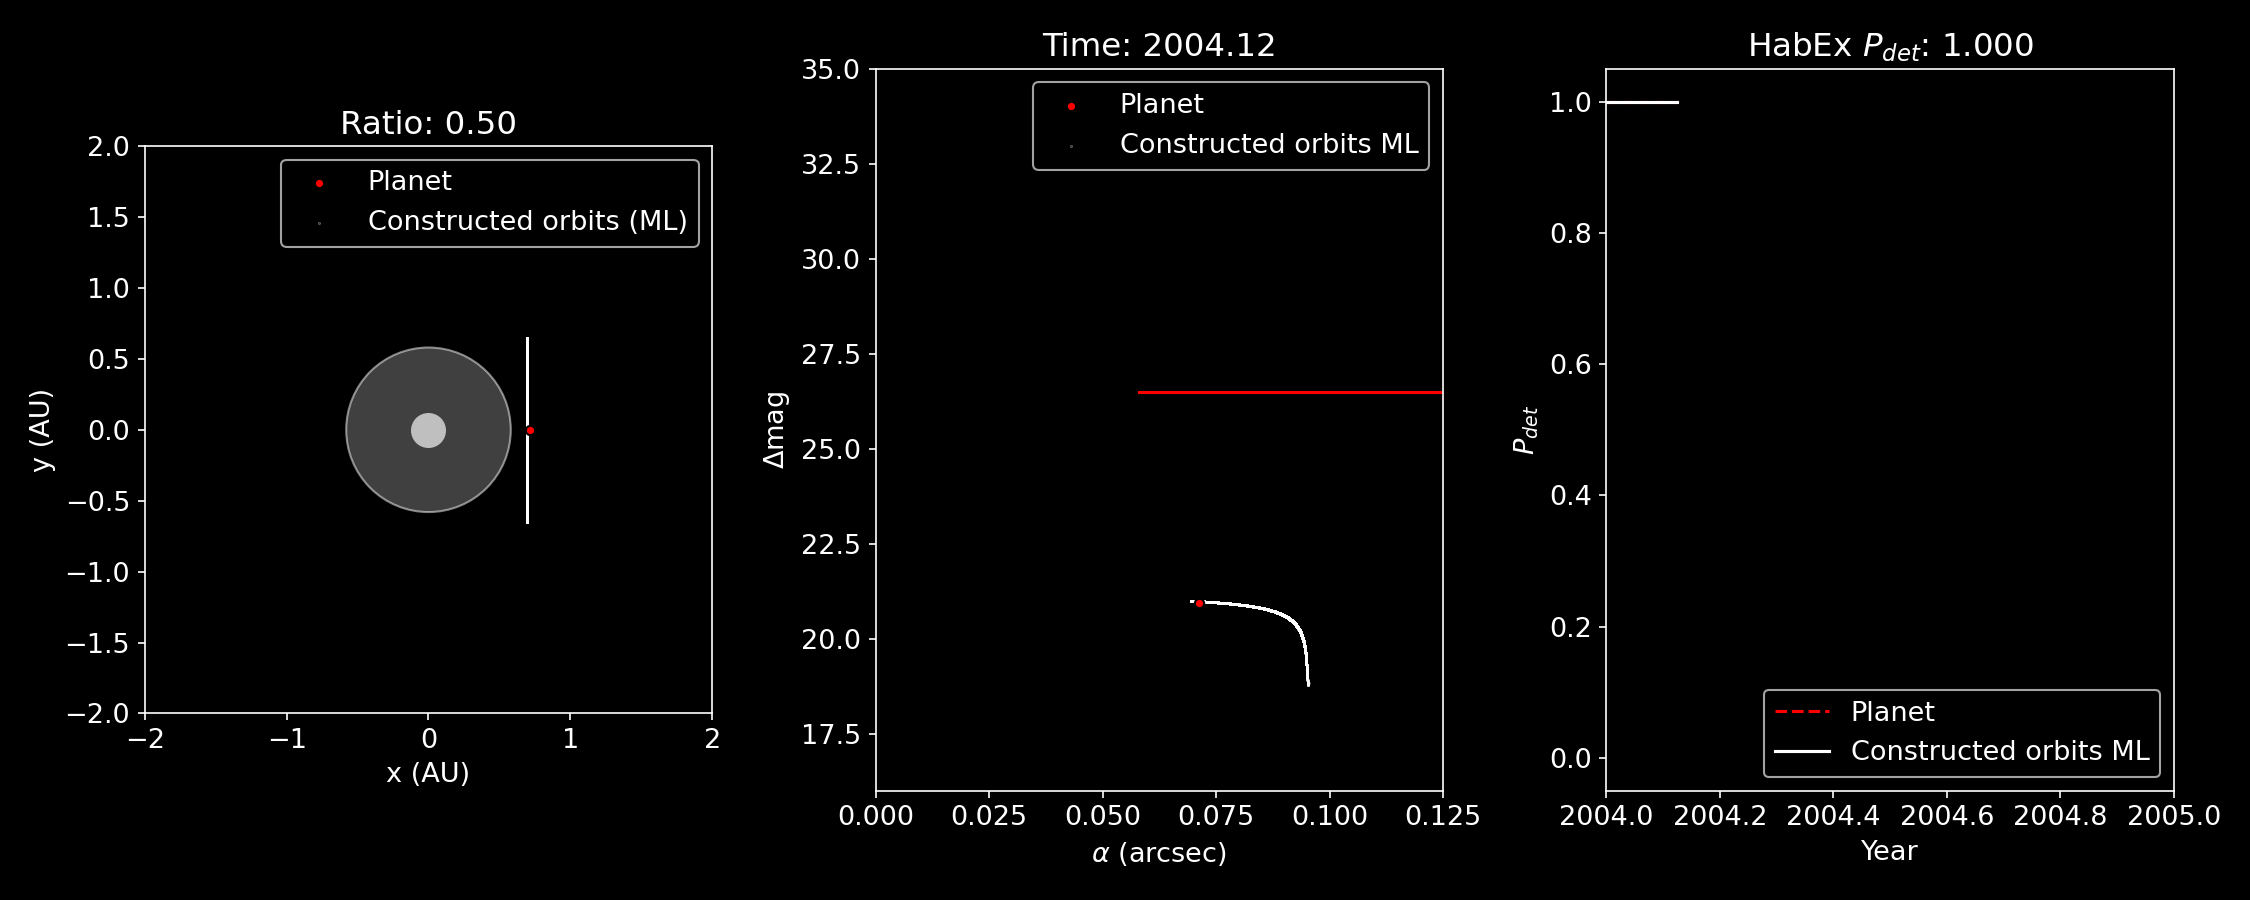 Ratio: 0.50
Planet
Constructed orbits (ML)
2.0
1.5
1.0
0.5
0.0
−0.5
−1.0
−1.5
−2.0
y (AU)
−2 −1 0 1 2
x (AU)
Time: 2004.12
Planet
Constructed orbits ML
35.0
32.5
30.0
27.5
25.0
22.5
20.0
17.5
Δmag
0.000 0.025 0.050 0.075 0.100 0.125
α (arcsec)
HabEx P_det: 1.000
1.0
0.8
0.6
0.4
0.2
0.0
P_det
Planet
Constructed orbits ML
2004.0 2004.2 2004.4 2004.6 2004.8 2005.0
Year